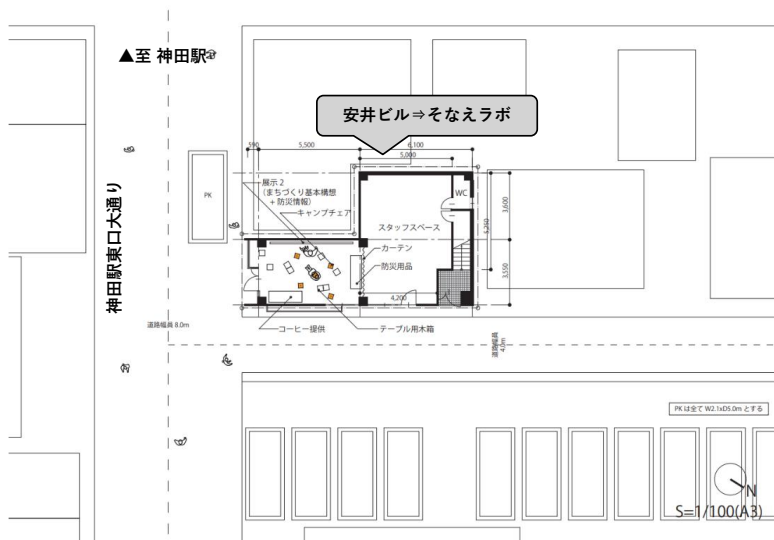 ▲至 神田駅
安井ビル⇒そなえラボ
590
5,500
6,100
5,000
PK
展示2
(まちづくり基本構想
+防災情報)
キャンプチェア
WC
スタッフスペース
3,600
5,250
カーテン
防災用品
3,550
4,200
神田駅東口大通り
コーヒー提供
テーブル用木箱
道路幅員 8.0m
道路幅員
4.0m
PKは全て W2.1xD5.0m とする
N
S=1/100(A3)